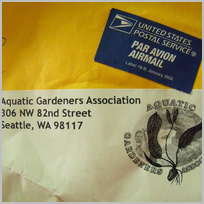 UNITED STATES
POSTAL SERVICE®
PAR AVION
AIRMAIL
Aquatic Gardeners Association
306 NW 82nd Street
Seattle, WA 98117
AQUATIC
GARDENERS